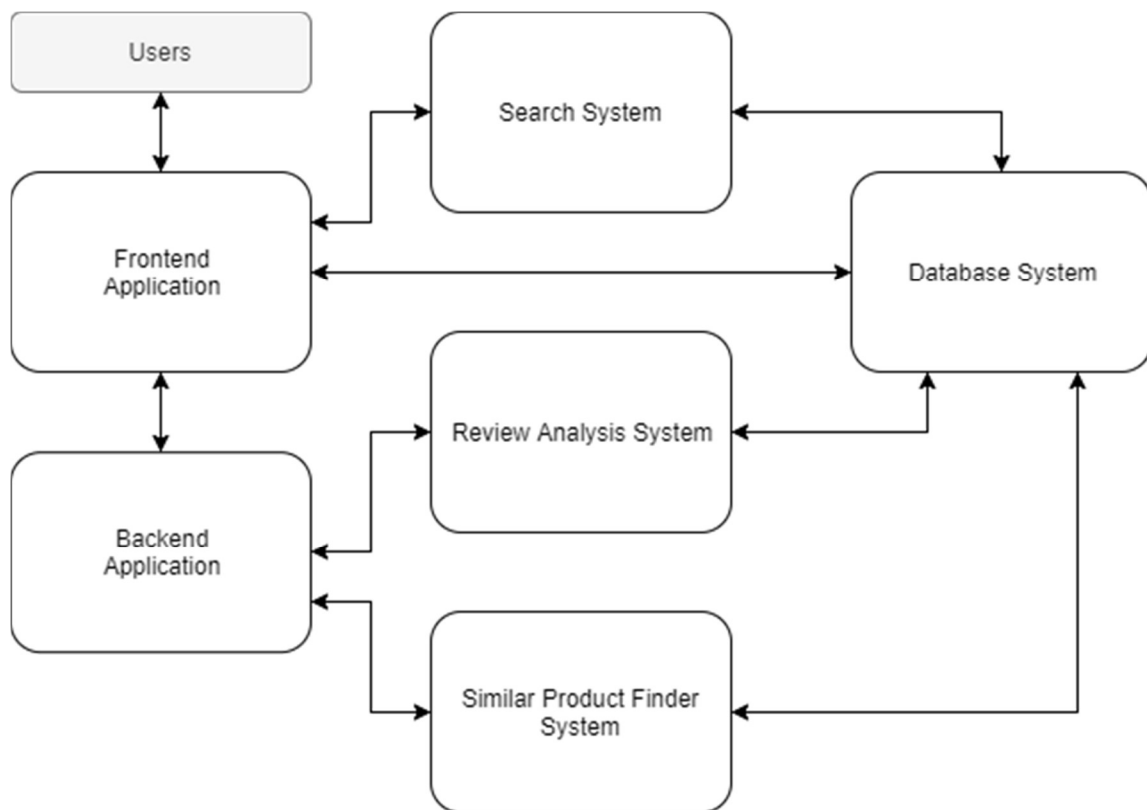 Users
Search System
Frontend
Application
Database System
Review Analysis System
Backend
Application
Similar Product Finder
System